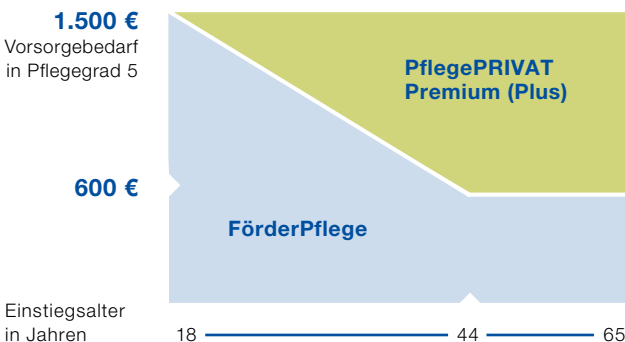 1.500 €
Vorsorgebedarf
in Pflegegrad 5
PflegePRIVAT
Premium (Plus)
600 €
FörderPflege
Einstiegsalter
in Jahren
18
44
65